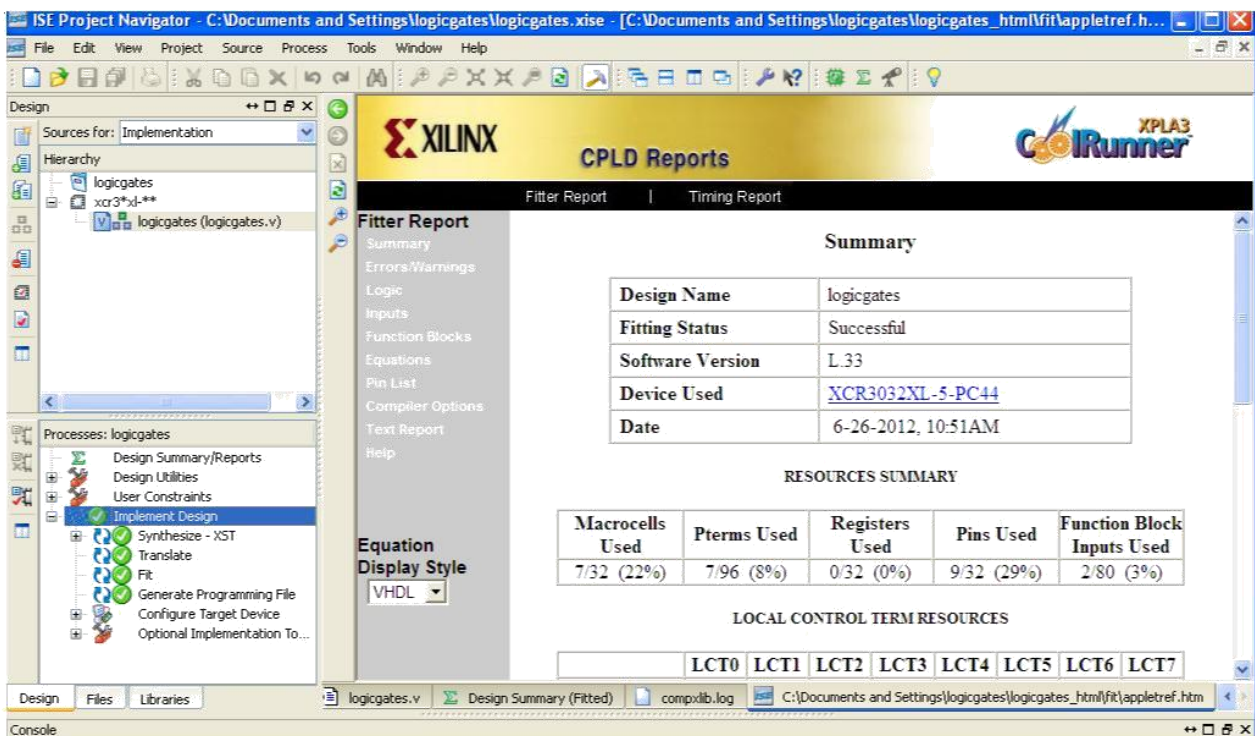 ISE Project Navigator - C:\Documents and Settings\logicgates\logicgates.xise - [C:\Documents and Settings\logicgates\logicgates_html\fit\appletref.h...
File Edit View Project Source Process Tools Window Help
Design
Sources for: Implementation
Hierarchy
logicgates
xcr3*xl-**
logicgates (logicgates.v)
Processes: logicgates
Design Summary/Reports
Design Utilities
User Constraints
Implement Design
Synthesize - XST
Translate
Fit
Generate Programming File
Configure Target Device
Optional Implementation To...
Design Files Libraries
XILINX
CPLD Reports
XPLA3
CoolRunner
Fitter Report | Timing Report
Fitter Report
Summary
Errors/Warnings
Logic
Inputs
Function Blocks
Equations
Pin List
Compiler Options
Text Report
Help
Equation
Display Style
VHDL
Summary
Design Name logicgates
Fitting Status Successful
Software Version L.33
Device Used XCR3032XL-5-PC44
Date 6-26-2012, 10:51AM
RESOURCES SUMMARY
Macrocells Used Pterms Used Registers Used Pins Used Function Block Inputs Used
7/32 (22%) 7/96 (8%) 0/32 (0%) 9/32 (29%) 2/80 (3%)
LOCAL CONTROL TERM RESOURCES
LCT0 LCT1 LCT2 LCT3 LCT4 LCT5 LCT6 LCT7
logicgates.v Design Summary (Fitted) compxlib.log C:\Documents and Settings\logicgates\logicgates_html\fit\appletref.htm
Console